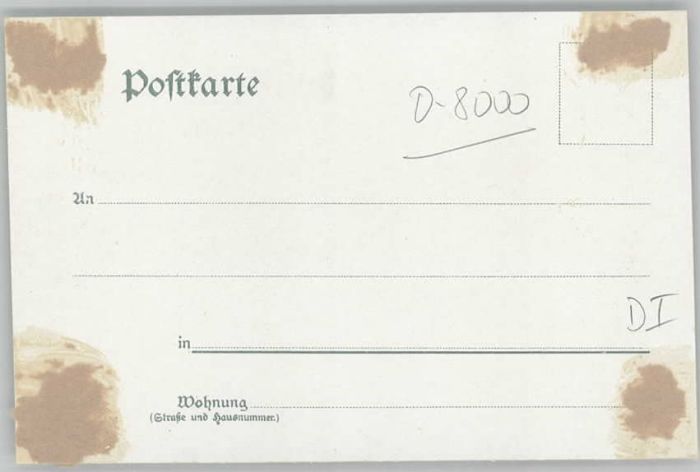 Postkarte
D-8000
An
in
DI
Wohnung
(Straße und Hausnummer.)